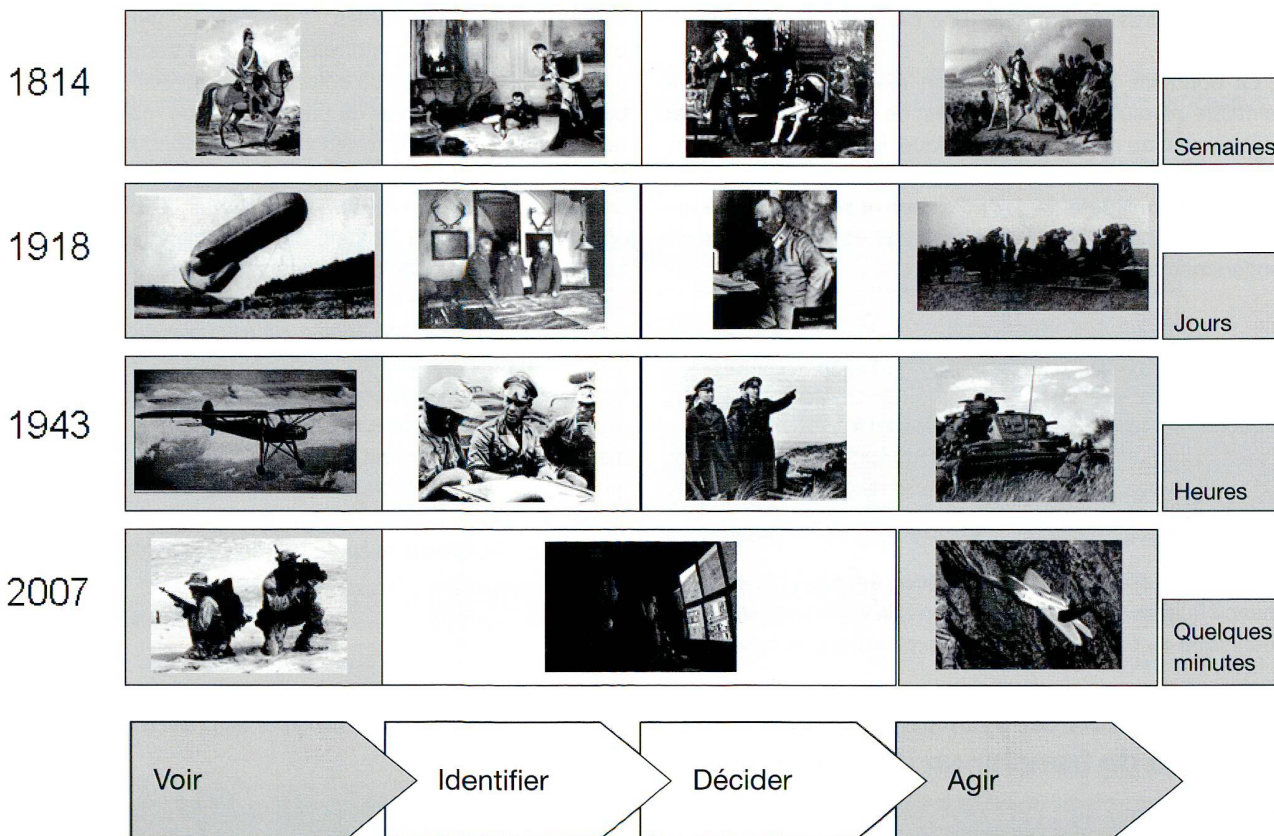 1814
Semaines
1918
Jours
1943
Heures
2007
Quelques
minutes
Voir
Identifier
Décider
Agir